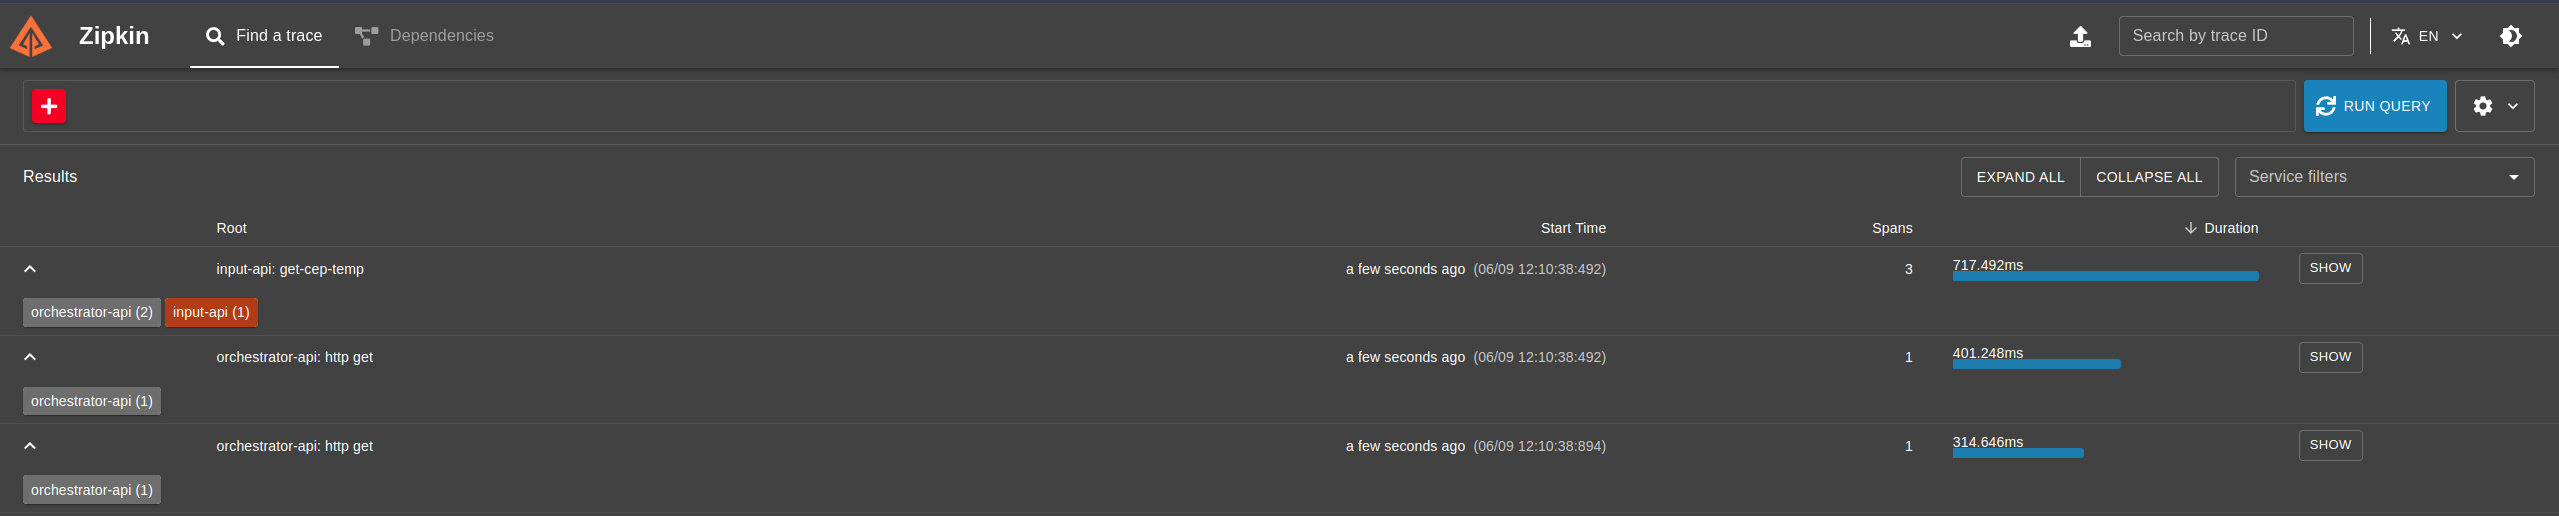 Zipkin Find a trace Dependencies Search by trace ID EN
RUN QUERY
Results EXPAND ALL COLLAPSE ALL Service filters
Root Start Time Spans Duration
input-api: get-cep-temp a few seconds ago (06/09 12:10:38:492) 3 717.492ms SHOW
orchestrator-api (2) input-api (1)
orchestrator-api: http get a few seconds ago (06/09 12:10:38:492) 1 401.248ms SHOW
orchestrator-api (1)
orchestrator-api: http get a few seconds ago (06/09 12:10:38:894) 1 314.646ms SHOW
orchestrator-api (1)